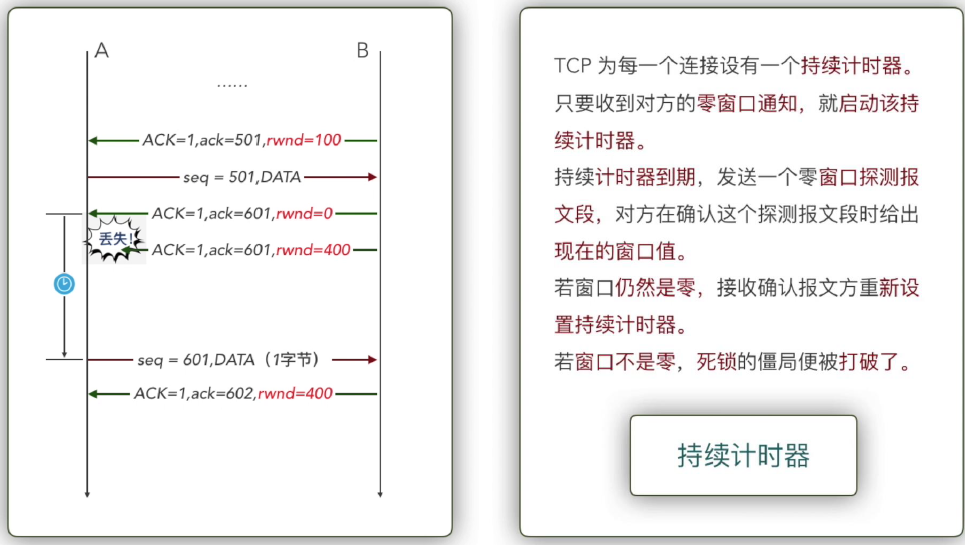 A
B
......
ACK=1,ack=501,rwnd=100
seq = 501,DATA
ACK=1,ack=601,rwnd=0
丢失!
ACK=1,ack=601,rwnd=400
seq = 601,DATA（1字节）
ACK=1,ack=602,rwnd=400
TCP 为每一个连接设有一个持续计时器。
只要收到对方的零窗口通知，就启动该持
续计时器。
持续计时器到期，发送一个零窗口探测报
文段，对方在确认这个探测报文段时给出
现在的窗口值。
若窗口仍然是零，接收确认报文方重新设
置持续计时器。
若窗口不是零，死锁的僵局便被打破了。
持续计时器